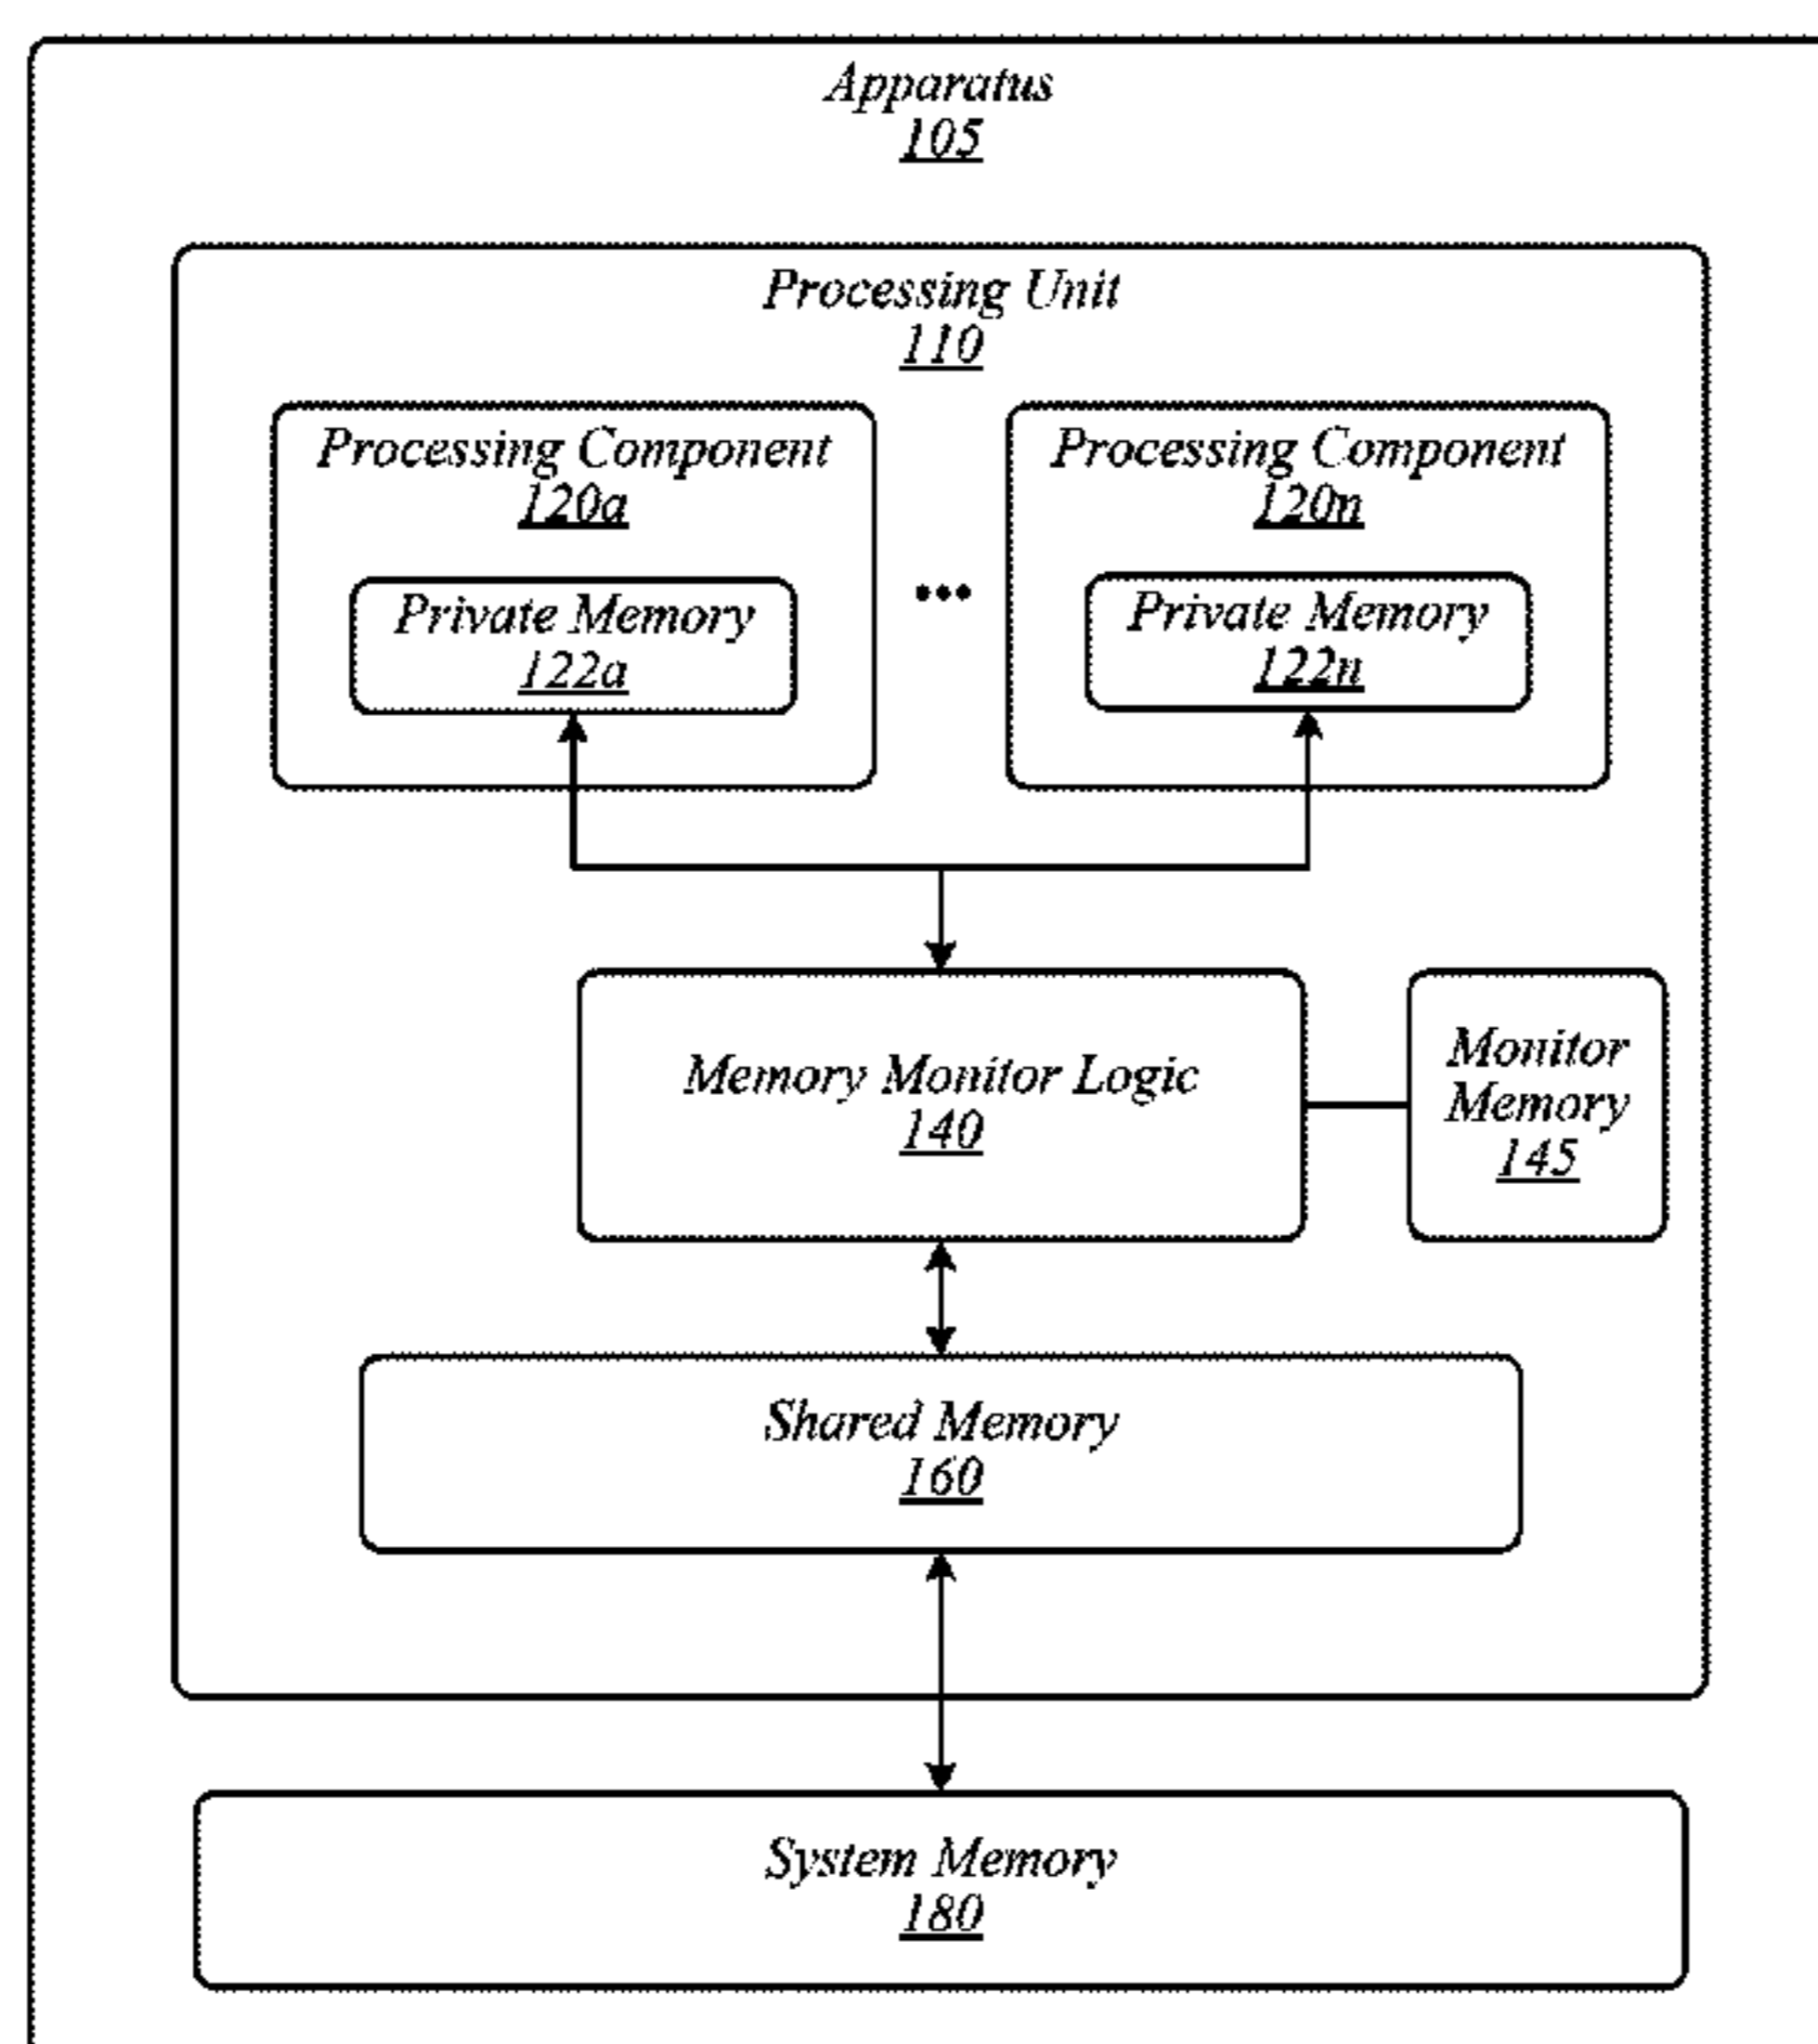 Apparatus
105
Processing Unit
110
Processing Component
120a
Private Memory
122a
•••
Processing Component
120n
Private Memory
122n
Memory Monitor Logic
140
Monitor
Memory
145
Shared Memory
160
System Memory
180